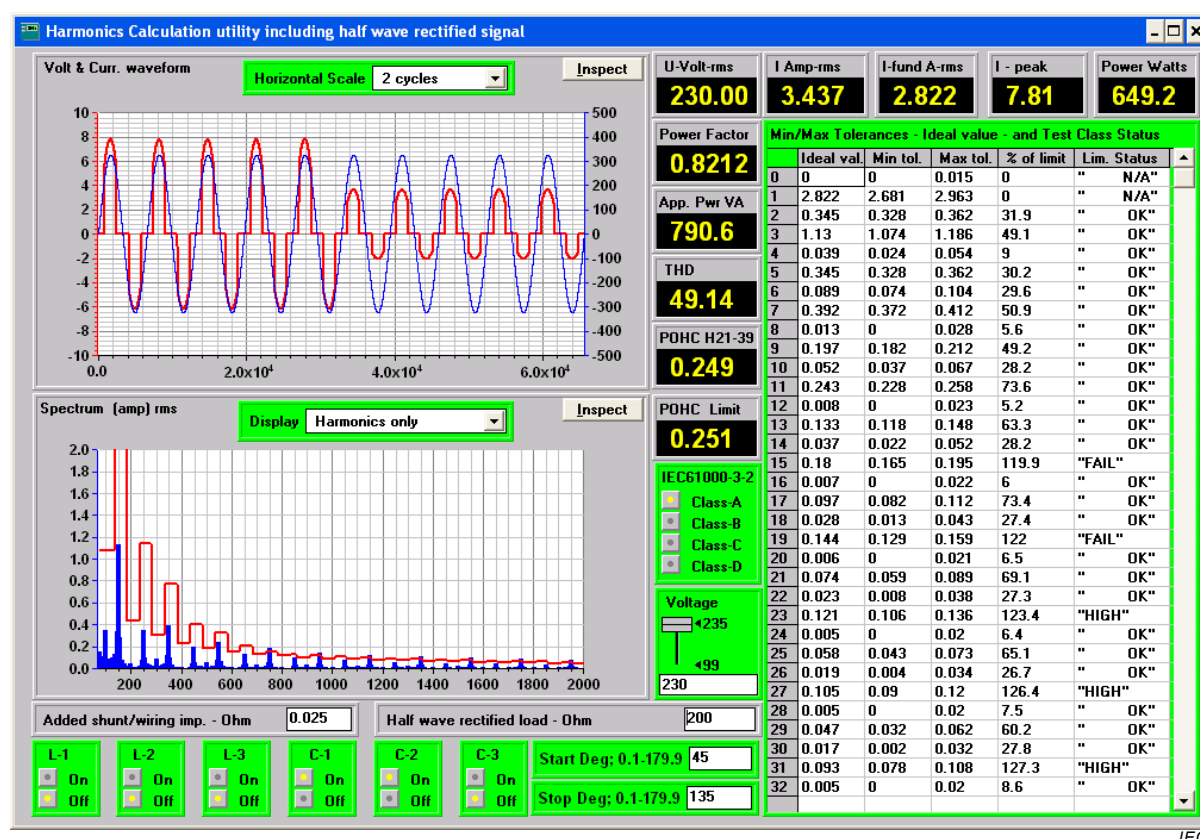 Harmonics Calculation utility including half wave rectified signal
Volt & Curr. waveform
Horizontal Scale 2 cycles
Inspect
10 500
8 400
6 300
4 200
2 100
0 0
-2 -100
-4 -200
-6 -300
-8 -400
-10 -500
0.0 2.0x10⁴ 4.0x10⁴ 6.0x10⁴
Spectrum (amp) rms
Display Harmonics only
Inspect
2.0
1.8
1.6
1.4
1.2
1.0
0.8
0.6
0.4
0.2
0.0
200 400 600 800 1000 1200 1400 1600 1800 2000
Added shunt/wiring imp. - Ohm 0.025
Half wave rectified load - Ohm 200
L-1 L-2 L-3 C-1 C-2 C-3
On On On On On On
Off Off Off Off Off Off
Start Deg; 0.1-179.9 45
Stop Deg; 0.1-179.9 135
U-Volt-rms
230.00
I Amp-rms
3.437
I-fund A-rms
2.822
I - peak
7.81
Power Watts
649.2
Power Factor
0.8212
App. Pwr VA
790.6
THD
49.14
POHC H21-39
0.249
POHC Limit
0.251
IEC61000-3-2
Class-A
Class-B
Class-C
Class-D
Voltage
235
99
230
Min/Max Tolerances - Ideal value - and Test Class Status
Ideal val. Min tol. Max tol. % of limit Lim. Status
0 0 0 0.015 0 " N/A"
1 2.822 2.681 2.963 0 " N/A"
2 0.345 0.328 0.362 31.9 " OK"
3 1.13 1.074 1.186 49.1 " OK"
4 0.039 0.024 0.054 9 " OK"
5 0.345 0.328 0.362 30.2 " OK"
6 0.089 0.074 0.104 29.6 " OK"
7 0.392 0.372 0.412 50.9 " OK"
8 0.013 0 0.028 5.6 " OK"
9 0.197 0.182 0.212 49.2 " OK"
10 0.052 0.037 0.067 28.2 " OK"
11 0.243 0.228 0.258 73.6 " OK"
12 0.008 0 0.023 5.2 " OK"
13 0.133 0.118 0.148 63.3 " OK"
14 0.037 0.022 0.052 28.2 " OK"
15 0.18 0.165 0.195 119.9 "FAIL"
16 0.007 0 0.022 6 " OK"
17 0.097 0.082 0.112 73.4 " OK"
18 0.028 0.013 0.043 27.4 " OK"
19 0.144 0.129 0.159 122 "FAIL"
20 0.006 0 0.021 6.5 " OK"
21 0.074 0.059 0.089 69.1 " OK"
22 0.023 0.008 0.038 27.3 " OK"
23 0.121 0.106 0.136 123.4 "HIGH"
24 0.005 0 0.02 6.4 " OK"
25 0.058 0.043 0.073 65.1 " OK"
26 0.019 0.004 0.034 26.7 " OK"
27 0.105 0.09 0.12 126.4 "HIGH"
28 0.005 0 0.02 7.5 " OK"
29 0.047 0.032 0.062 60.2 " OK"
30 0.017 0.002 0.032 27.8 " OK"
31 0.093 0.078 0.108 127.3 "HIGH"
32 0.005 0 0.02 8.6 " OK"